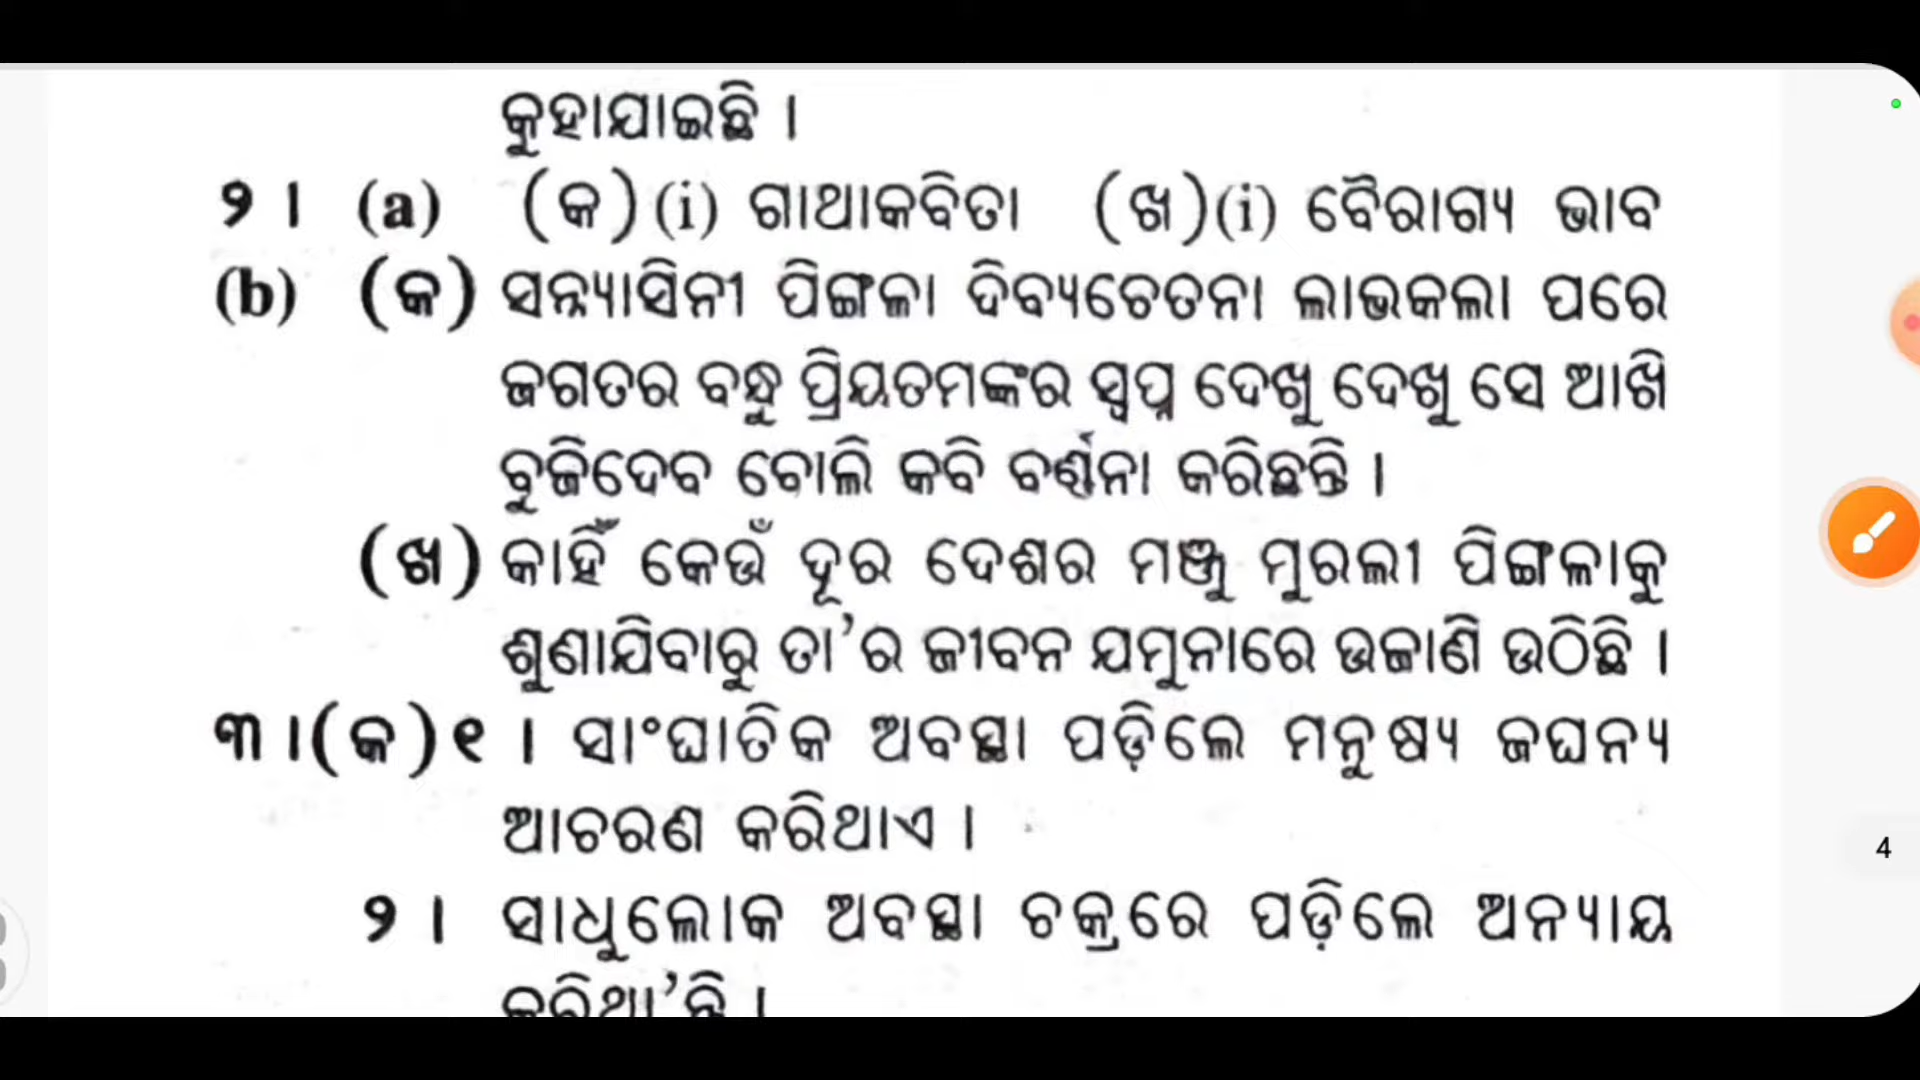 କୁହାଯାଇଛି ।
୨ । (a) (କ) (i) ଗାଥାକବିତା (ଖ) (i) ବୈରାଗ୍ୟ ଭାବ
(b) (କ) ସନ୍ନ୍ୟାସିନୀ ପିଙ୍ଗଳା ଦିବ୍ୟଚେତନା ଲାଭକଲା ପରେ
ଜଗତର ବନ୍ଧୁ ପ୍ରିୟତମଙ୍କର ସ୍ୱପ୍ନ ଦେଖୁ ଦେଖୁ ସେ ଆଖି
ବୁଜିଦେବ ବୋଲି କବି ବର୍ଣ୍ଣନା କରିଛନ୍ତି ।
(ଖ) କାହିଁ କେଉଁ ଦୂର ଦେଶର ମଞ୍ଜୁ ମୁରଲୀ ପିଙ୍ଗଳାକୁ
ଶୁଣାଯିବାରୁ ତା’ର ଜୀବନ ଯମୁନାରେ ଉଜାଣି ଉଠିଛି ।
୩ । (କ) ୧ । ସାଂଘାତିକ ଅବସ୍ଥା ପଡ଼ିଲେ ମନୁଷ୍ୟ ଜଘନ୍ୟ
ଆଚରଣ କରିଥାଏ ।
4
୨ । ସାଧୁଲୋକ ଅବସ୍ଥା ଚକ୍ରରେ ପଡ଼ିଲେ ଅନ୍ୟାୟ
କରିଥା’ନ୍ତି ।